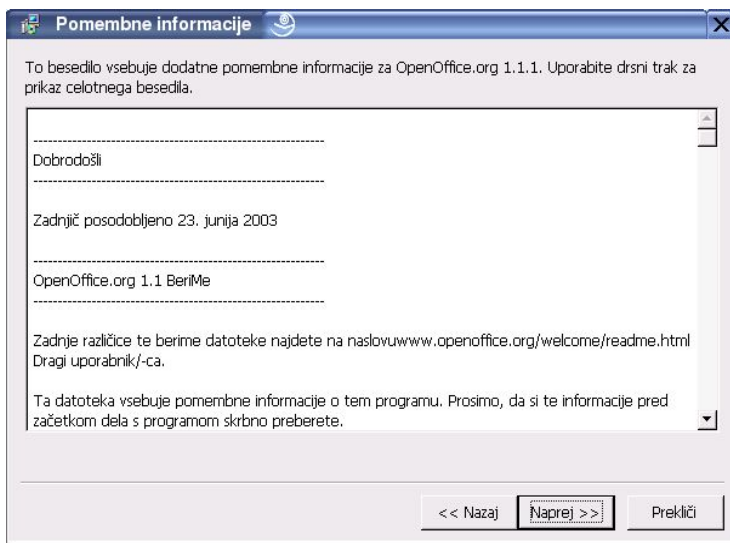 Pomembne informacije
To besedilo vsebuje dodatne pomembne informacije za OpenOffice.org 1.1.1. Uporabite drsni trak za
prikaz celotnega besedila.
------------------------------------------------------------
Dobrodošli
------------------------------------------------------------
Zadnjič posodobljeno 23. junija 2003
------------------------------------------------------------
OpenOffice.org 1.1 BeriMe
------------------------------------------------------------
Zadnje različice te berime datoteke najdete na naslovuwww.openoffice.org/welcome/readme.html
Dragi uporabnik/-ca.
Ta datoteka vsebuje pomembne informacije o tem programu. Prosimo, da si te informacije pred
začetkom dela s programom skrbno preberete.
<< Nazaj
Naprej >>
Prekliči